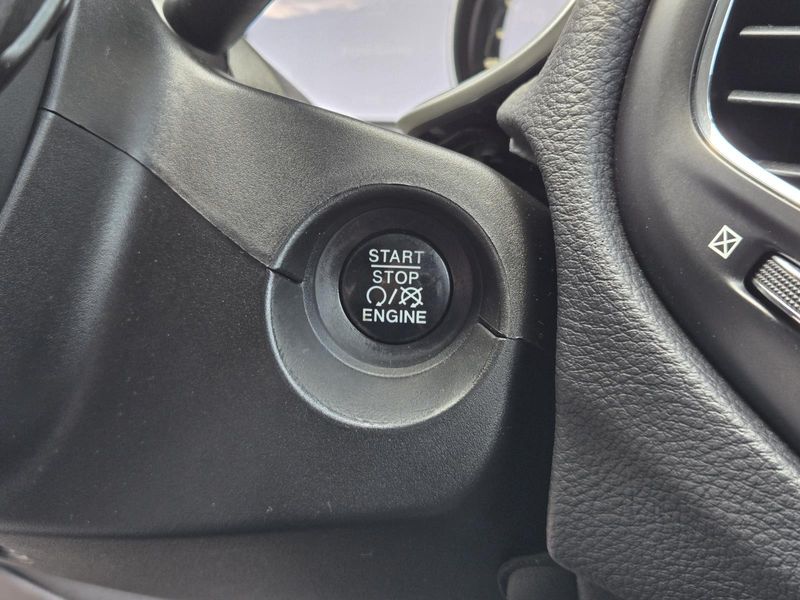 START
STOP
/
ENGINE